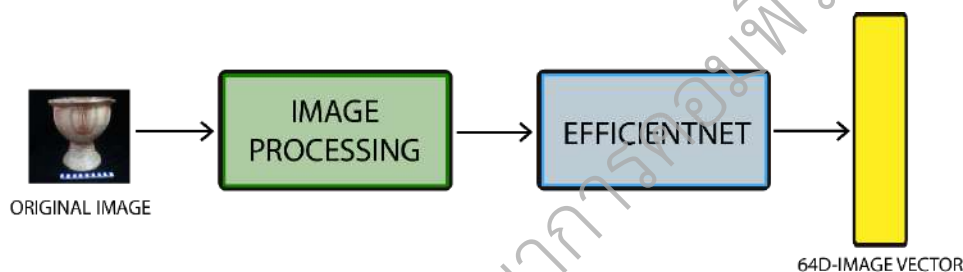 IMAGE
PROCESSING
EFFICIENTNET
ORIGINAL IMAGE
64D-IMAGE VECTOR